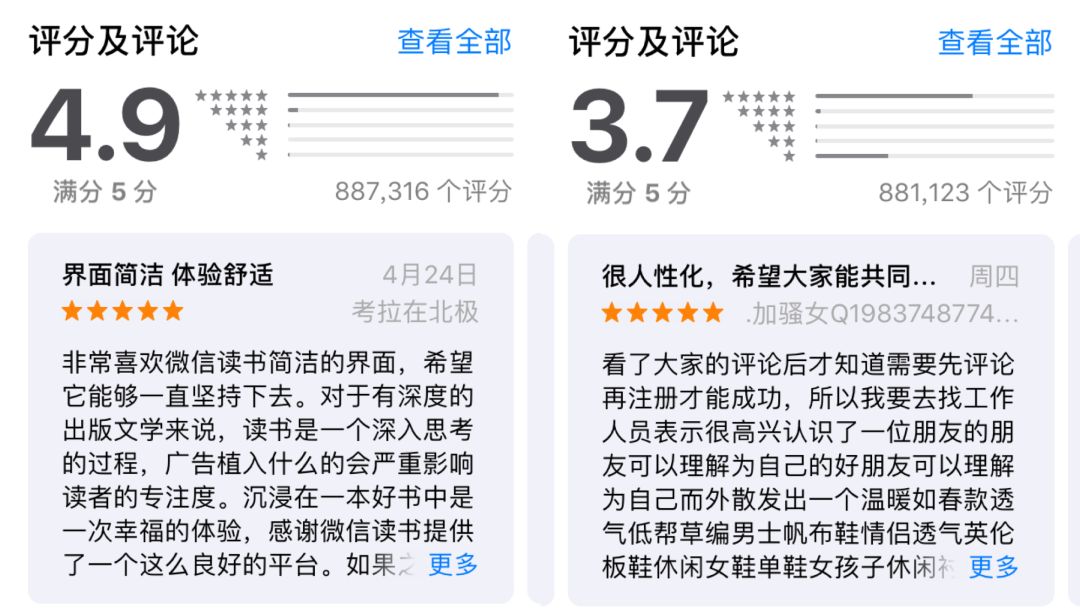 评分及评论 查看全部
4.9
满分 5 分 887,316 个评分
界面简洁 体验舒适 4月24日
考拉在北极
非常喜欢微信读书简洁的界面，希望
它能够一直坚持下去。对于有深度的
出版文学来说，读书是一个深入思考
的过程，广告植入什么的会严重影响
读者的专注度。沉浸在一本好书中是
一次幸福的体验，感谢微信读书提供
了一个这么良好的平台。如果之 更多
评分及评论 查看全部
3.7
满分 5 分 881,123 个评分
很人性化，希望大家能共同... 周四
.加骚女Q1983748774...
看了大家的评论后才知道需要先评论
再注册才能成功，所以我要去找工作
人员表示很高兴认识了一位朋友的朋
友可以理解为自己的好朋友可以理解
为自己而外散发出一个温暖如春款透
气低帮草编男士帆布鞋情侣透气英伦
板鞋休闲女鞋单鞋女孩子休闲 更多